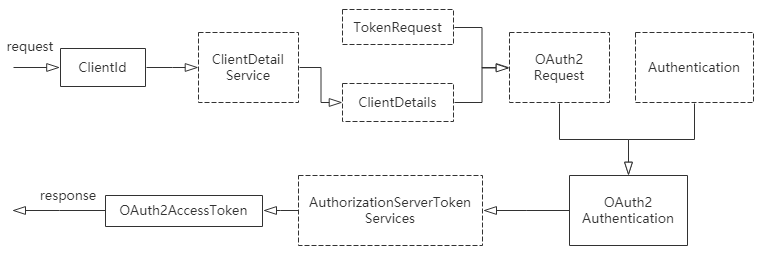 TokenRequest
request
ClientId
ClientDetail
Service
ClientDetails
OAuth2
Request
Authentication
response
OAuth2AccessToken
AuthorizationServerToken
Services
OAuth2
Authentication